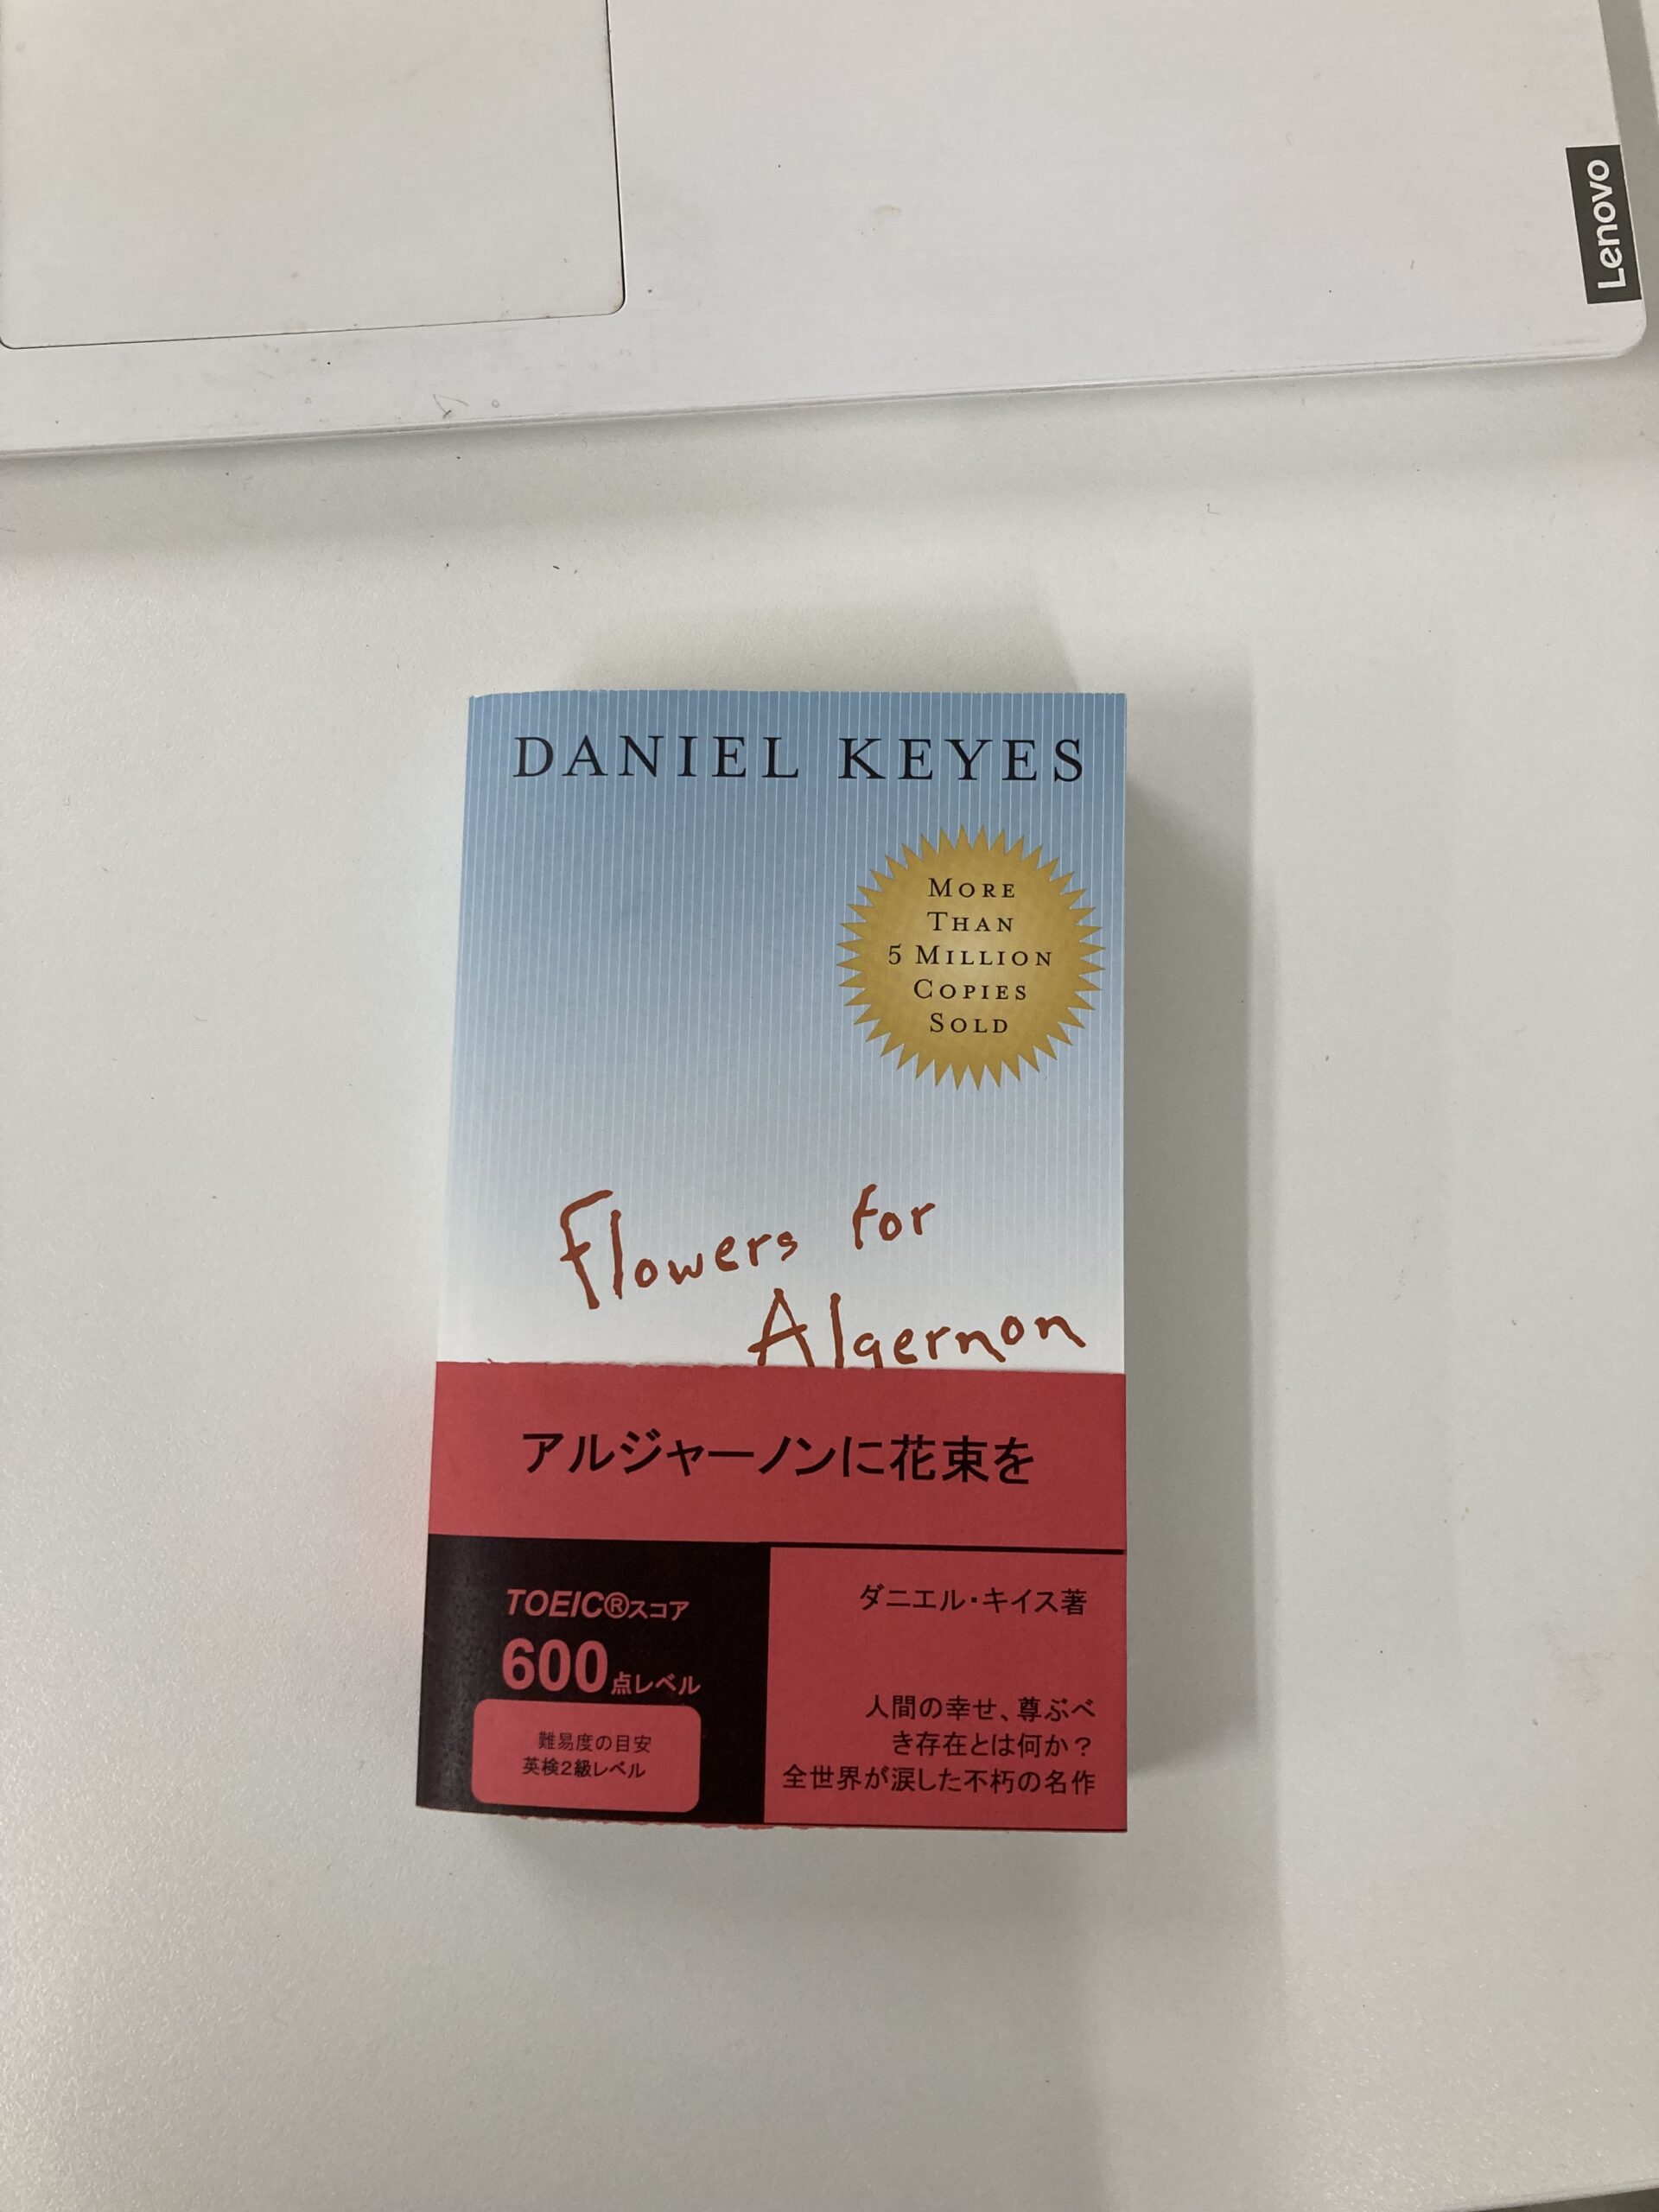 Lenovo
DANIEL KEYES
MORE
THAN
5 MILLION
COPIES
SOLD
Flowers for
Algernon
アルジャーノンに花束を
TOEIC®スコア
600点レベル
難易度の目安
英検2級レベル
ダニエル・キイス著
人間の幸せ、尊ぶべ
き存在とは何か？
全世界が涙した不朽の名作